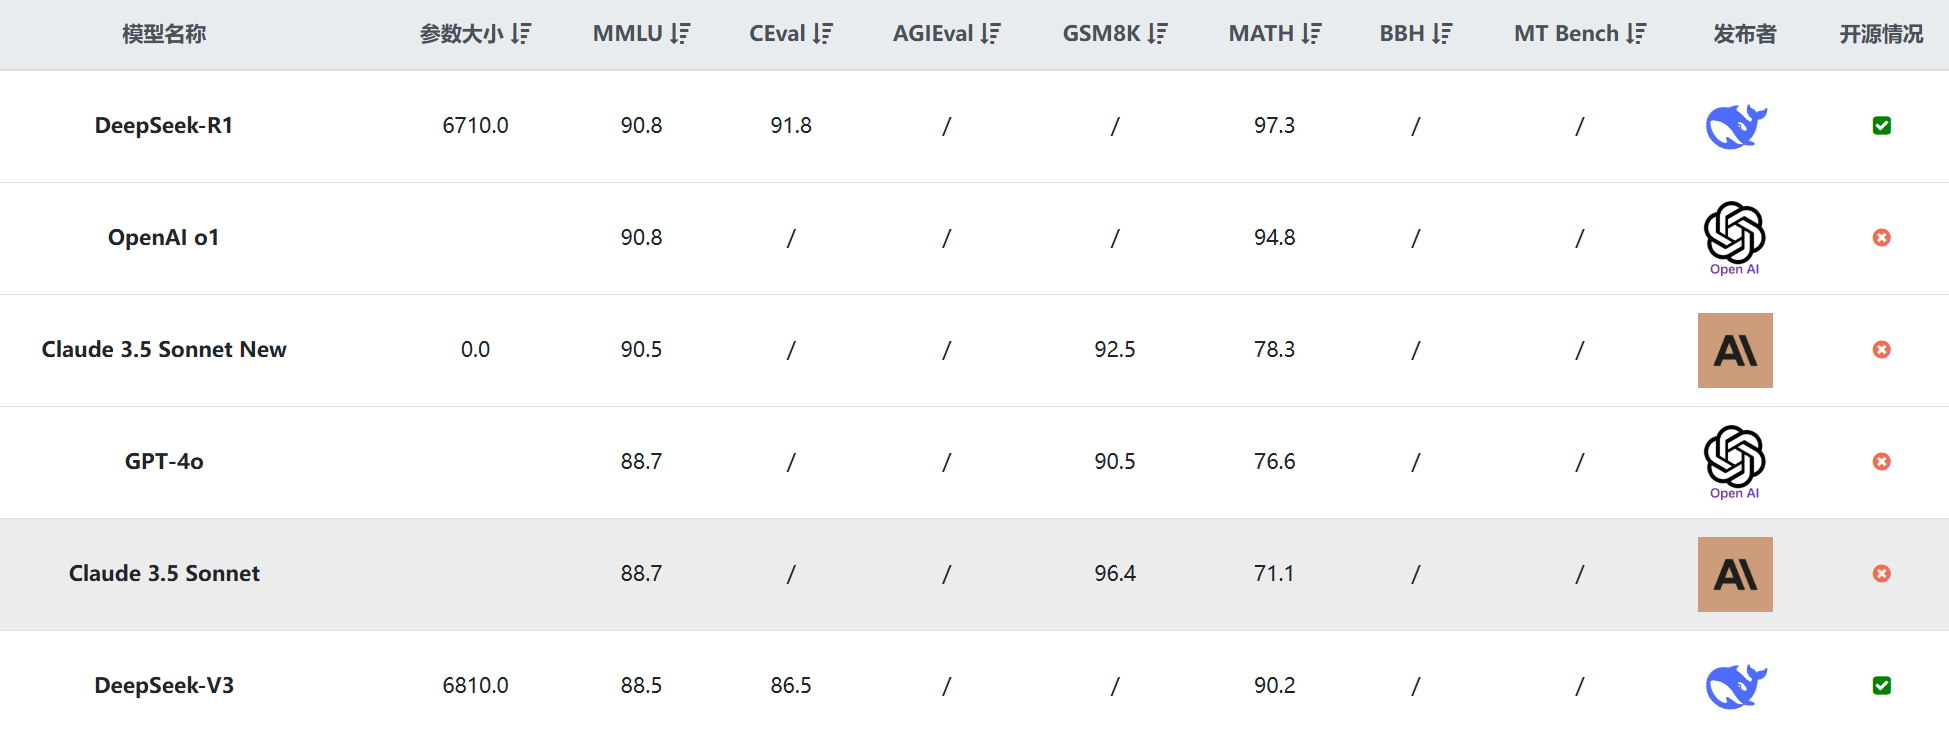 模型名称 参数大小 MMLU CEval AGIEval GSM8K MATH BBH MT Bench 发布者 开源情况
DeepSeek-R1 6710.0 90.8 91.8 / / 97.3 / /
OpenAI o1 90.8 / / / 94.8 / / Open AI
Claude 3.5 Sonnet New 0.0 90.5 / / 92.5 78.3 / / AI
GPT-4o 88.7 / / 90.5 76.6 / / Open AI
Claude 3.5 Sonnet 88.7 / / 96.4 71.1 / / AI
DeepSeek-V3 6810.0 88.5 86.5 / / 90.2 / /